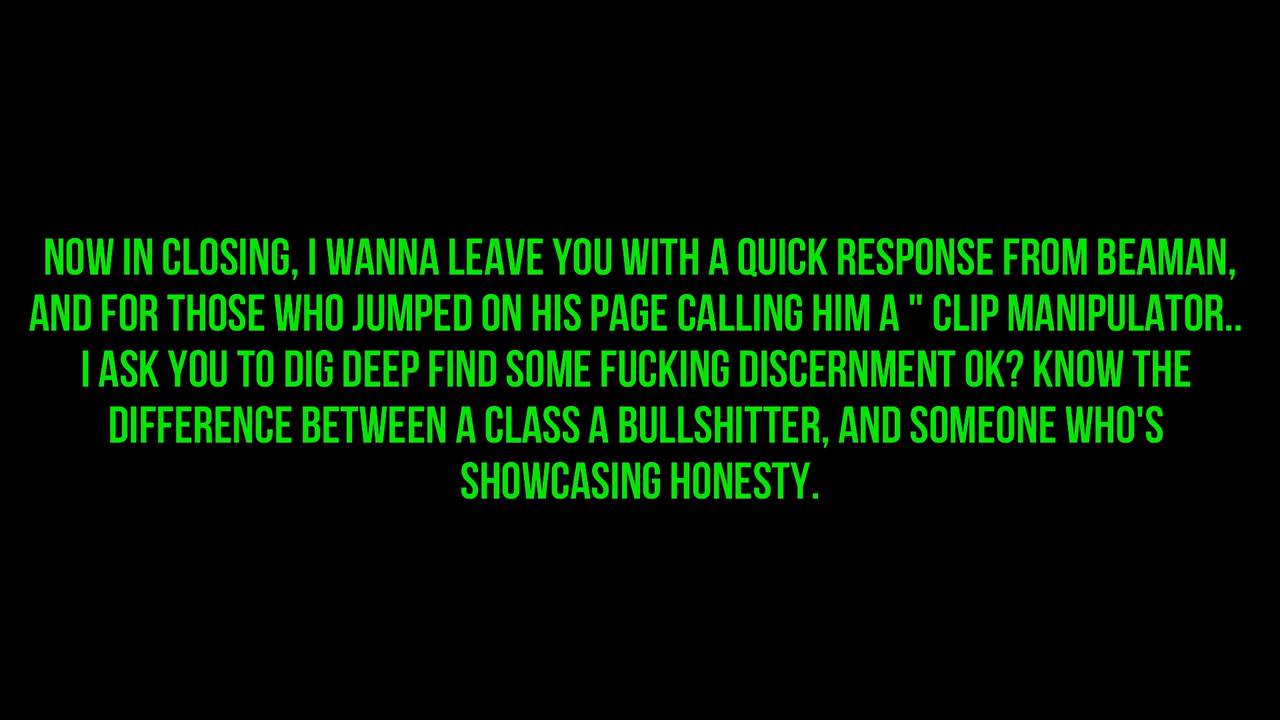 NOW IN CLOSING, I WANNA LEAVE YOU WITH A QUICK RESPONSE FROM BEAMAN,
AND FOR THOSE WHO JUMPED ON HIS PAGE CALLING HIM A " CLIP MANIPULATOR..
I ASK YOU TO DIG DEEP FIND SOME FUCKING DISCERNMENT OK? KNOW THE
DIFFERENCE BETWEEN A CLASS A BULLSHITTER, AND SOMEONE WHO'S
SHOWCASING HONESTY.